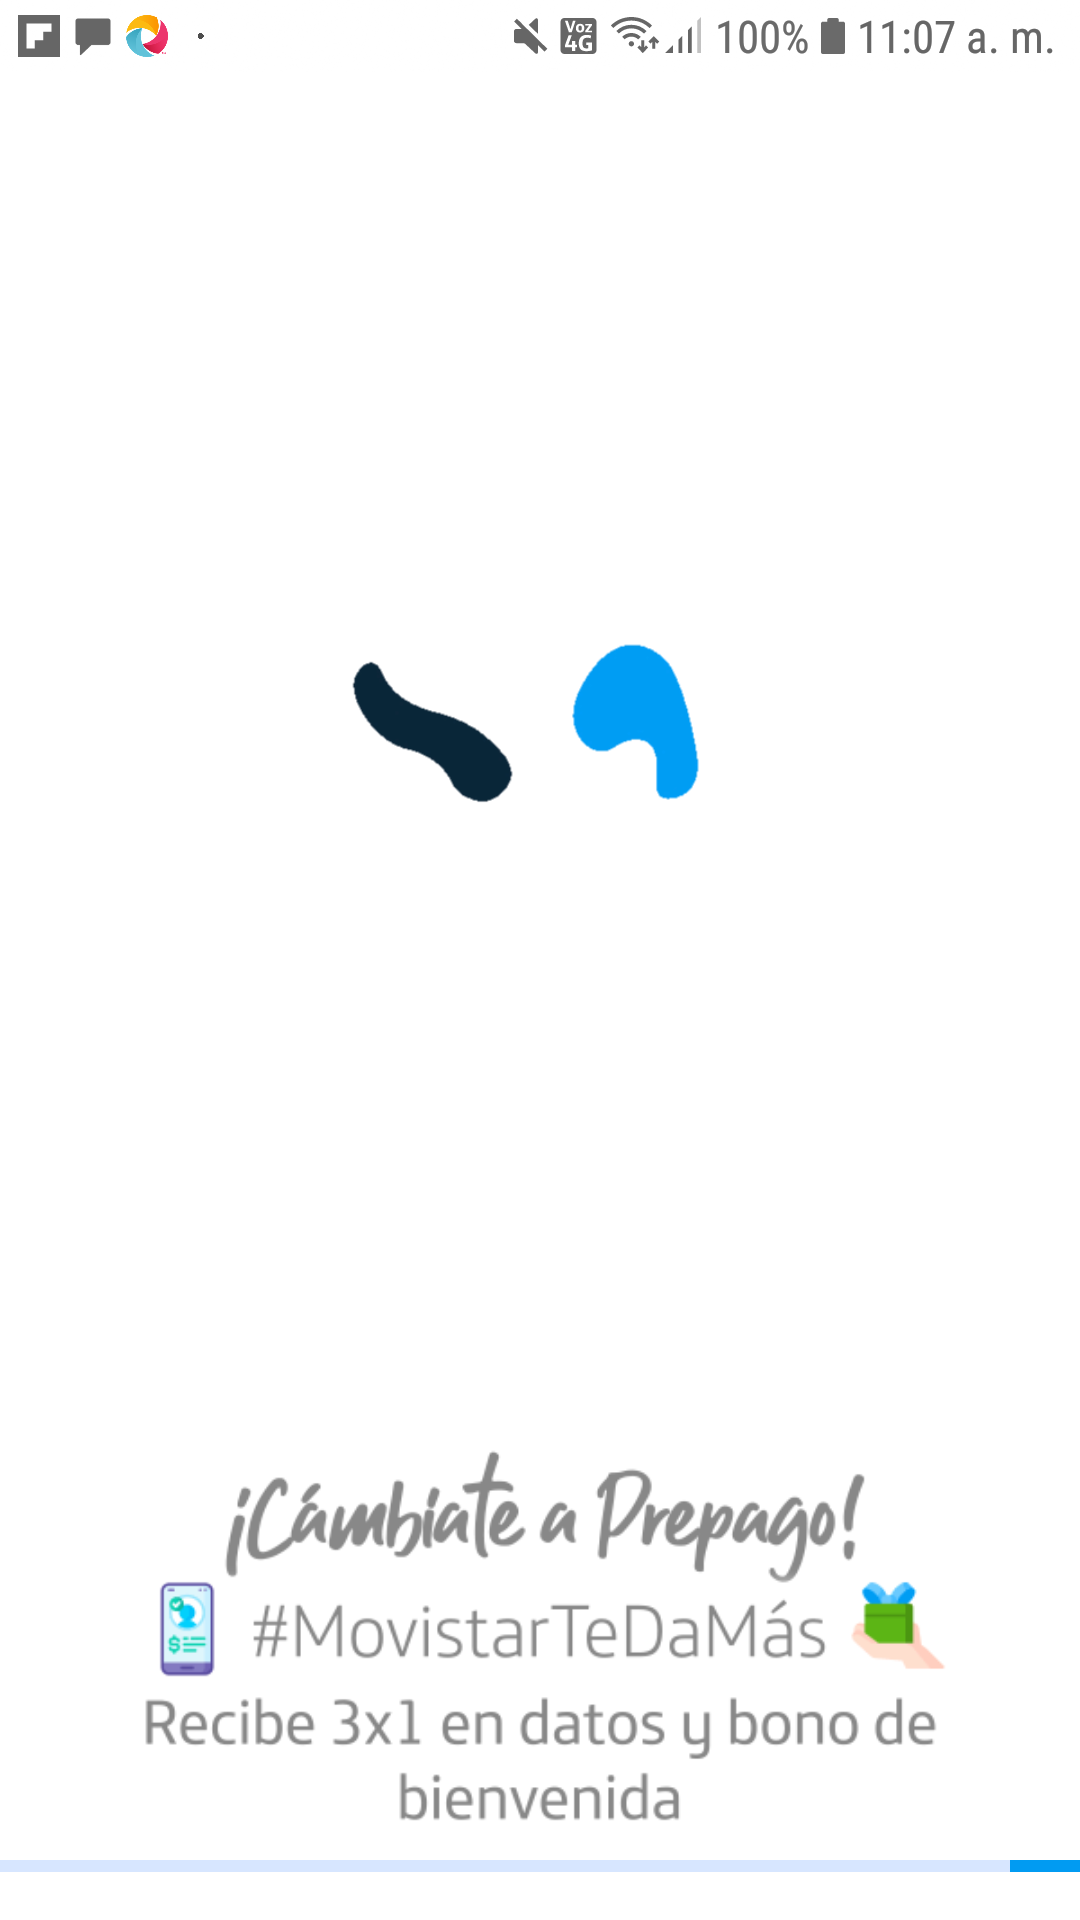 Voz 4G 100% 11:07 a. m.
¡Cámbiate a Prepago!
#MovistarTeDaMás
Recibe 3x1 en datos y bono de
bienvenida